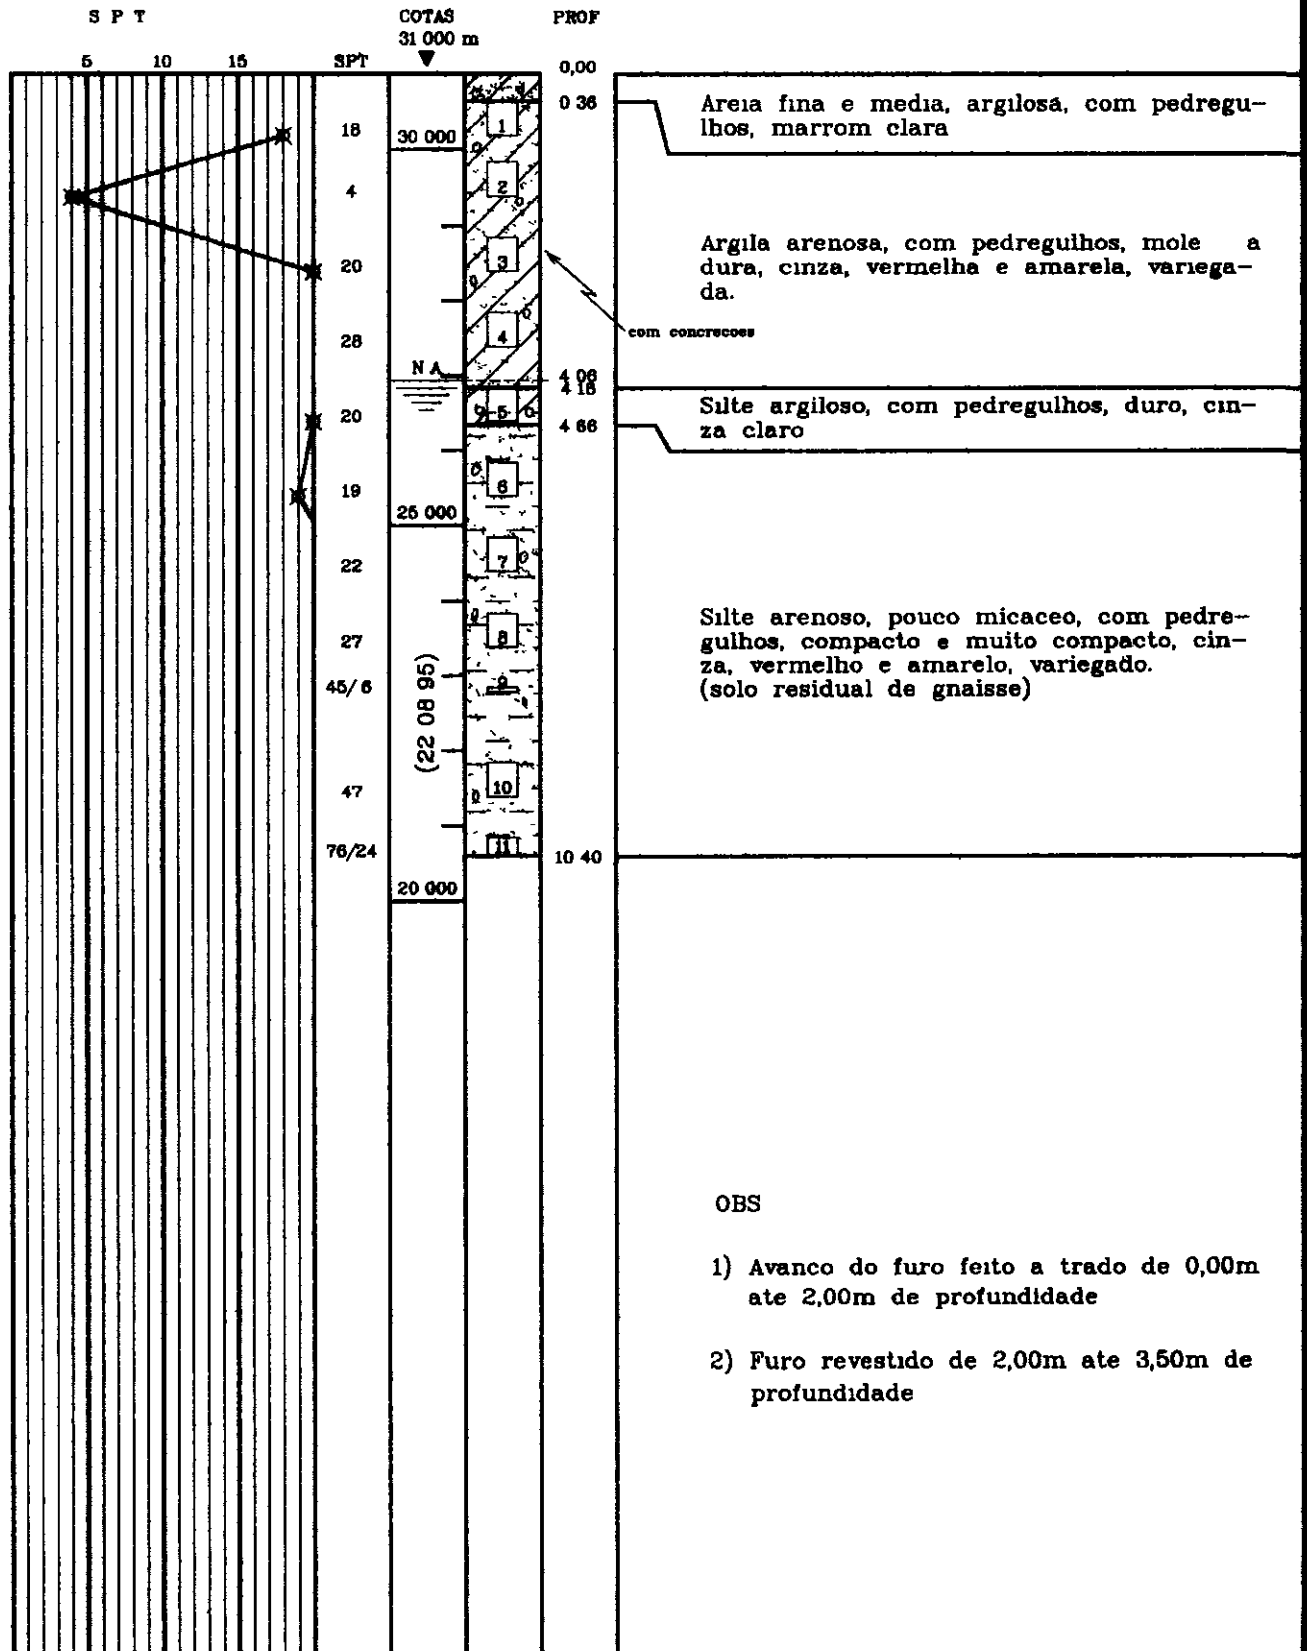 S P T
COTAS
PROF
31 000 m
5 10 15 SPT
0,00
0 36
Areia fina e media, argilosa, com pedregu-
lhos, marrom clara
18
30 000
1
4
2
20
3
Argila arenosa, com pedregulhos, mole a
dura, cinza, vermelha e amarela, variega-
da.
com concrecoes
28
4
N A
4 06
4 16
20
5
4 66
Silte argiloso, com pedregulhos, duro, cin-
za claro
19
6
25 000
22
7
27
8
45/ 6
9
(22 08 95)
Silte arenoso, pouco micaceo, com pedre-
gulhos, compacto e muito compacto, cin-
za, vermelho e amarelo, variegado.
(solo residual de gnaisse)
47
10
76/24
11
10 40
20 000
OBS
1) Avanco do furo feito a trado de 0,00m
ate 2,00m de profundidade
2) Furo revestido de 2,00m ate 3,50m de
profundidade